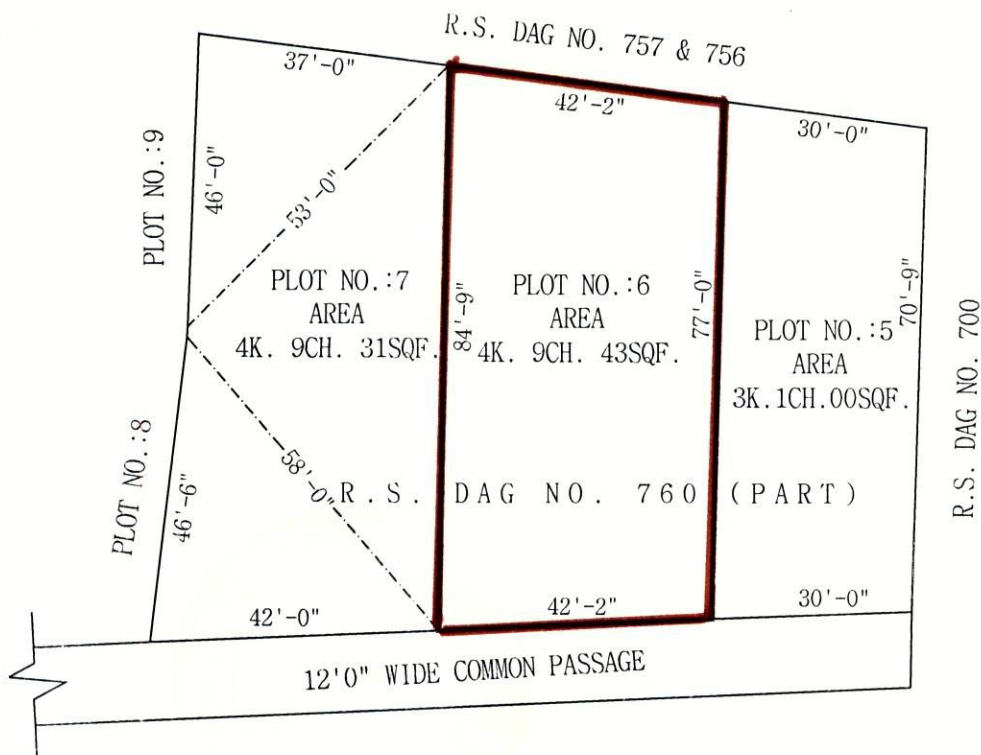 R.S. DAG NO. 757 & 756
37'-0"
42'-2"
30'-0"
PLOT NO.:9
46'-0"
53'-0"
PLOT NO.:7
AREA
4K. 9CH. 31SQF.
84'-9"
PLOT NO.:6
AREA
4K. 9CH. 43SQF.
77'-0"
PLOT NO.:5
AREA
3K.1CH.00SQF.
70'-9"
R.S. DAG NO. 700
PLOT NO.:8
46'-6"
58'-0"
R.S. DAG NO. 760 (PART)
42'-0"
42'-2"
30'-0"
12'0" WIDE COMMON PASSAGE